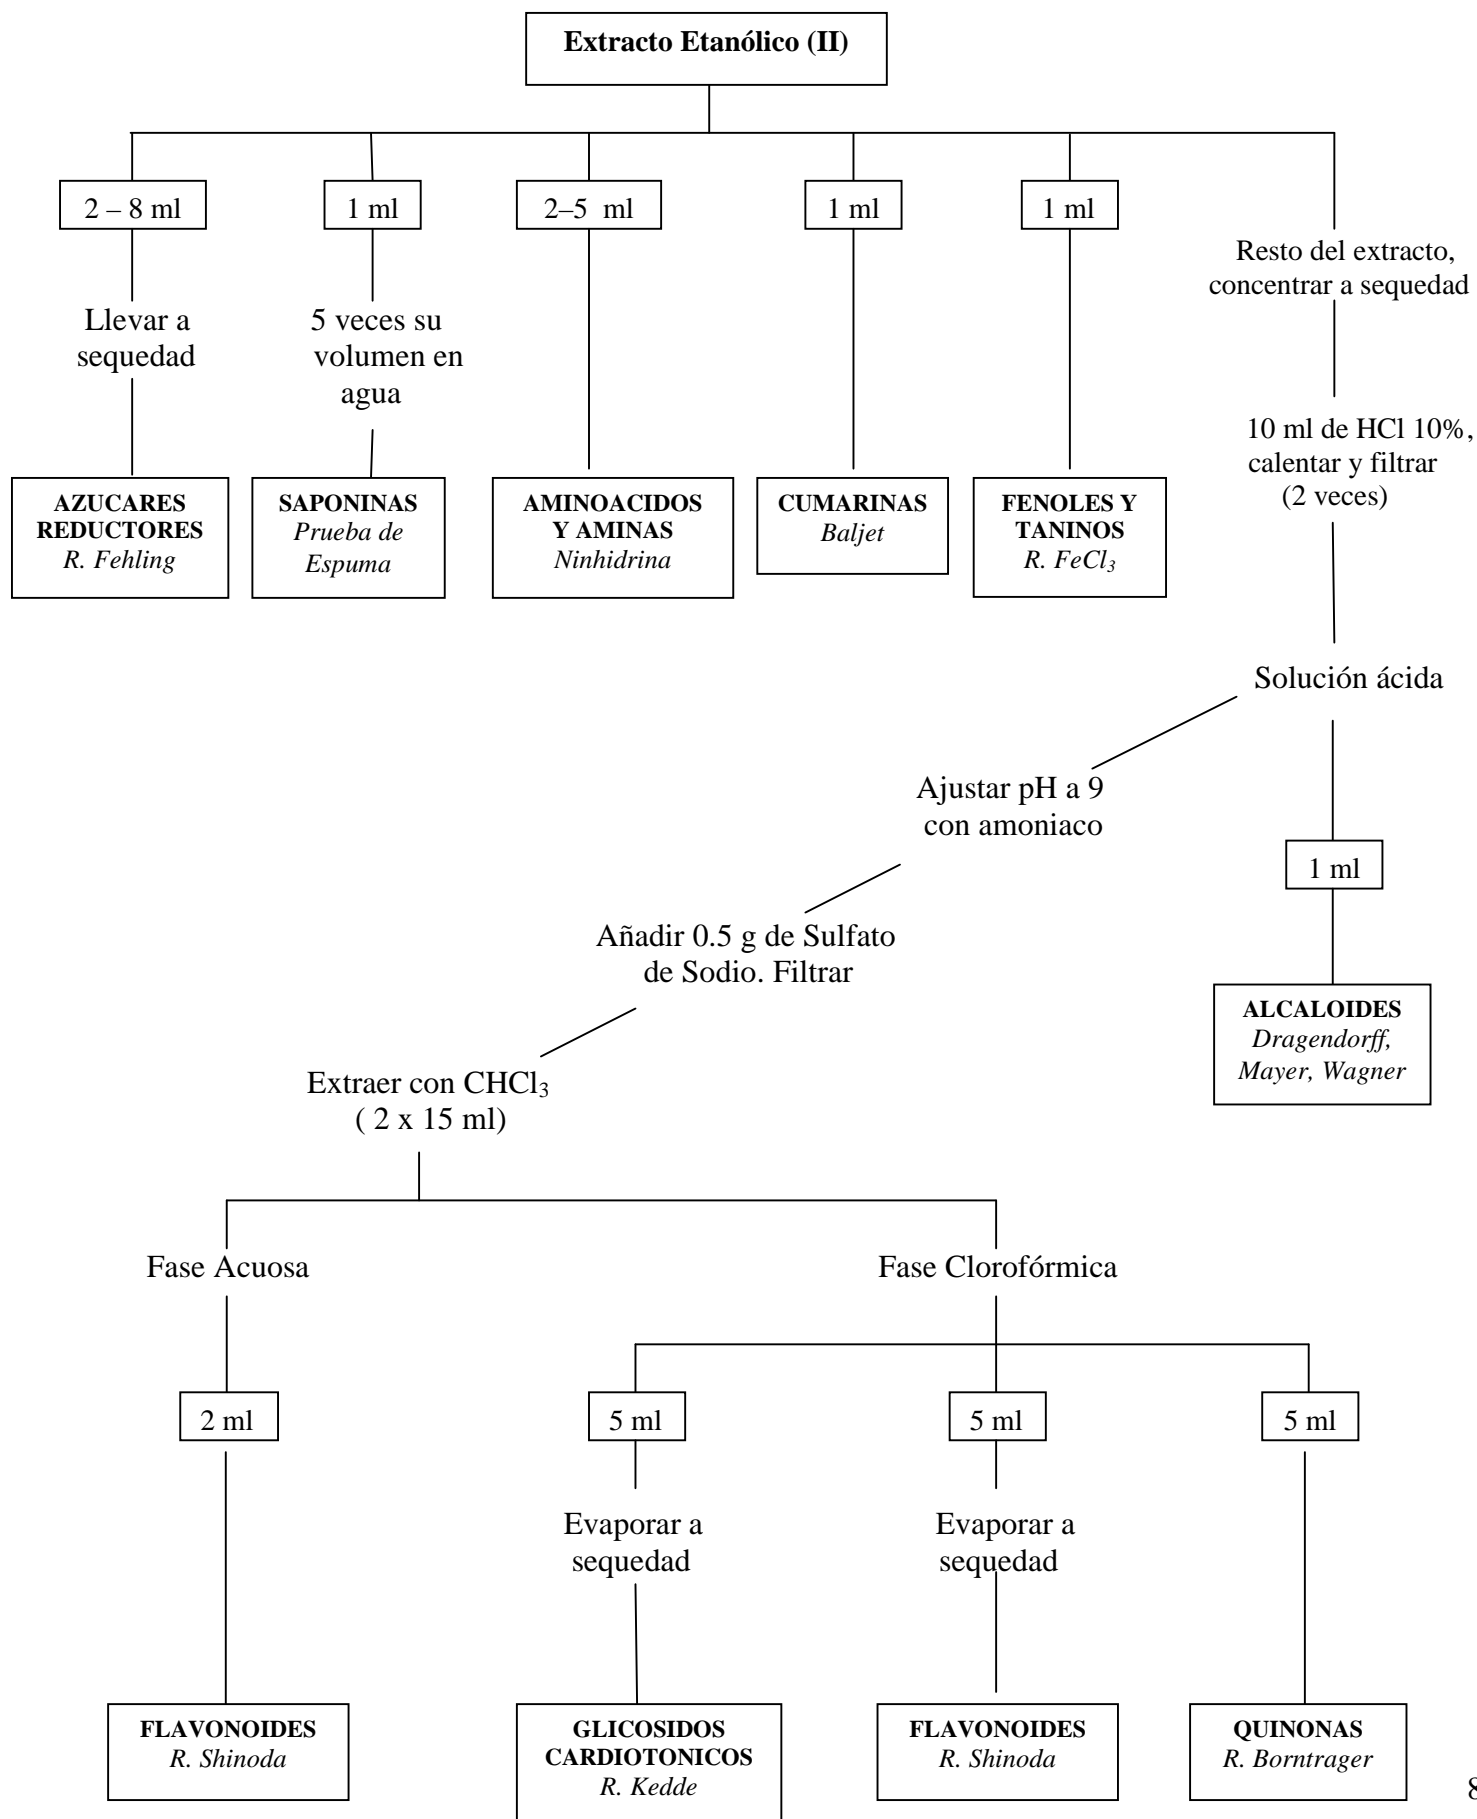 Extracto Etanólico (II)
2 – 8 ml
1 ml
2–5 ml
1 ml
1 ml
Resto del extracto,
concentrar a sequedad
Llevar a
sequedad
5 veces su
volumen en
agua
10 ml de HCl 10%,
calentar y filtrar
(2 veces)
AZUCARES
REDUCTORES
R. Fehling
SAPONINAS
Prueba de
Espuma
AMINOACIDOS
Y AMINAS
Ninhidrina
CUMARINAS
Baljet
FENOLES Y
TANINOS
R. FeCl₃
Solución ácida
Ajustar pH a 9
con amoniaco
1 ml
Añadir 0.5 g de Sulfato
de Sodio. Filtrar
ALCALOIDES
Dragendorff,
Mayer, Wagner
Extraer con CHCl₃
( 2 x 15 ml)
Fase Acuosa
Fase Clorofórmica
2 ml
5 ml
5 ml
5 ml
Evaporar a
sequedad
Evaporar a
sequedad
FLAVONOIDES
R. Shinoda
GLICOSIDOS
CARDIOTONICOS
R. Kedde
FLAVONOIDES
R. Shinoda
QUINONAS
R. Borntrager
8